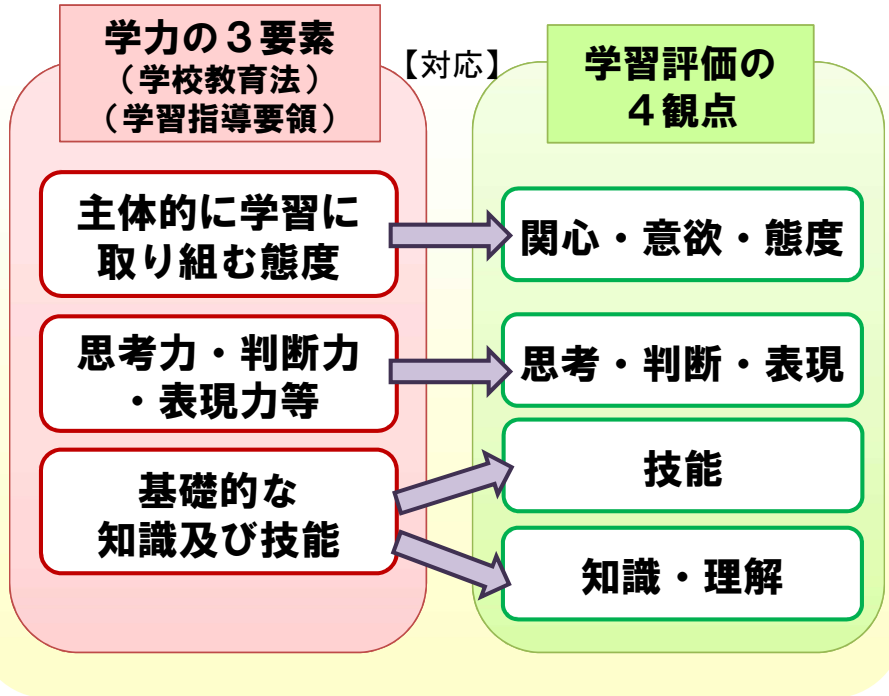 学力の３要素
（学校教育法）
（学習指導要領）
【対応】
学習評価の
４観点
主体的に学習に
取り組む態度
関心・意欲・態度
思考力・判断力
・表現力等
思考・判断・表現
基礎的な
知識及び技能
技能
知識・理解